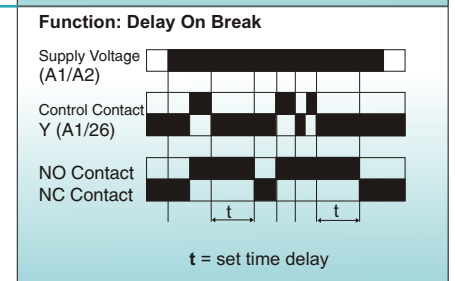 Function: Delay On Break
Supply Voltage
(A1/A2)
Control Contact
Y (A1/26)
NO Contact
NC Contact
t
t
t = set time delay